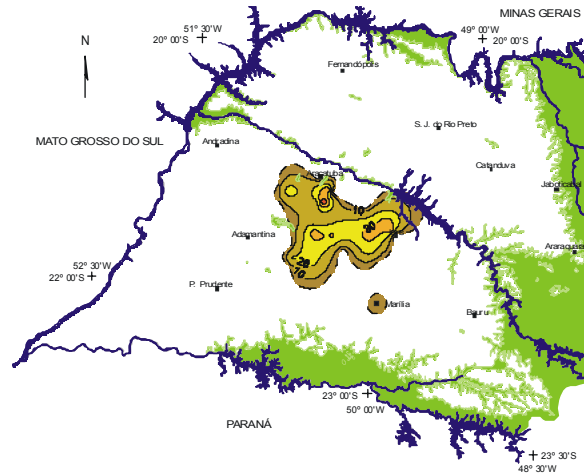 MINAS GERAIS
N
51° 30'W
20° 00'S
49° 00'W
20° 00'S
Fernandópolis
MATO GROSSO DO SUL
S. J. do Rio Preto
Andradina
Catanduva
Araçatuba
Jaboticabal
10
Adamantina
30
Araraquara
20
10
52° 30'W
22° 00'S
P. Prudente
Marília
Bauru
23° 00'S
50° 00'W
PARANÁ
23° 30'S
48° 30'W